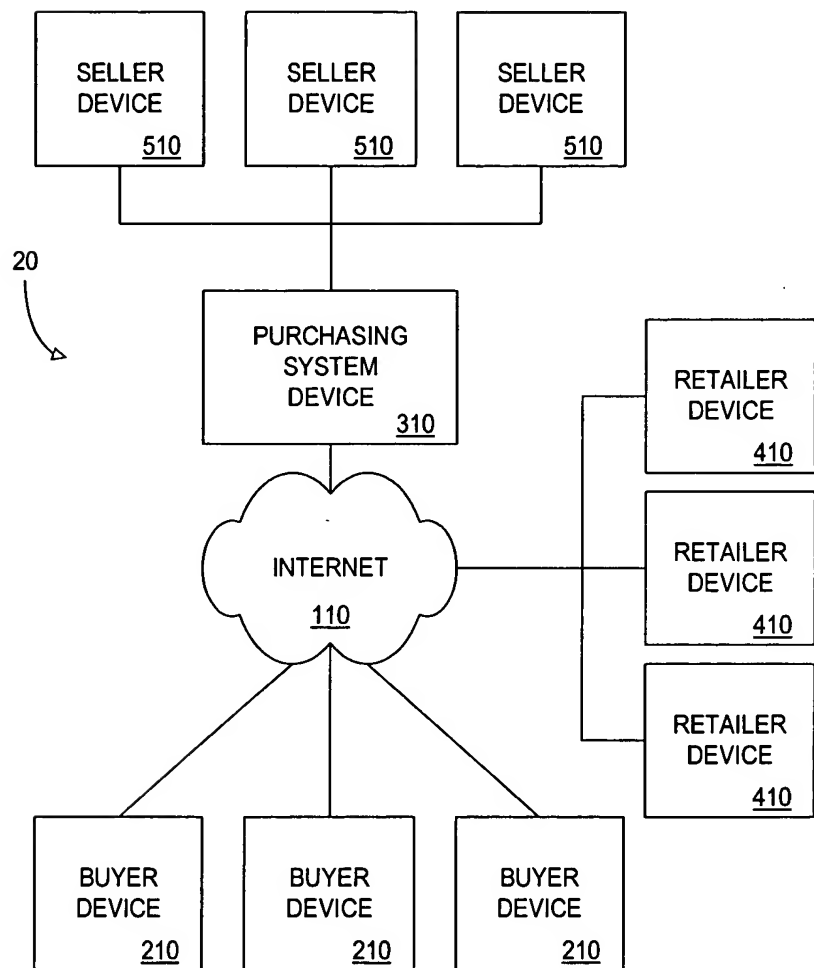 SELLER
DEVICE
510
SELLER
DEVICE
510
SELLER
DEVICE
510
20
PURCHASING
SYSTEM
DEVICE
310
RETAILER
DEVICE
410
INTERNET
110
RETAILER
DEVICE
410
RETAILER
DEVICE
410
BUYER
DEVICE
210
BUYER
DEVICE
210
BUYER
DEVICE
210